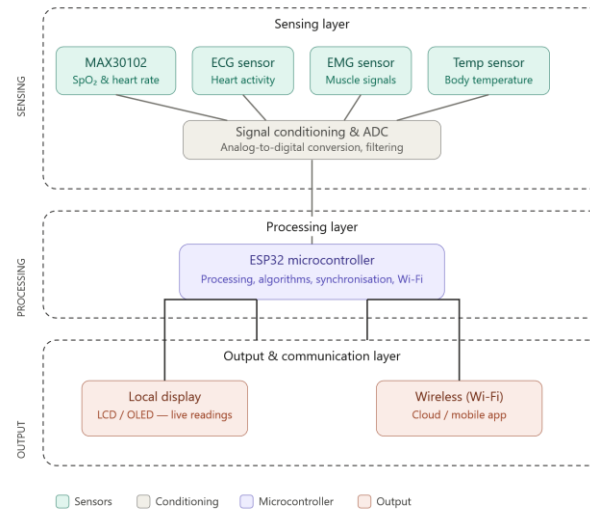 Sensing layer
SENSING
MAX30102
SpO₂ & heart rate
ECG sensor
Heart activity
EMG sensor
Muscle signals
Temp sensor
Body temperature
Signal conditioning & ADC
Analog-to-digital conversion, filtering
Processing layer
PROCESSING
ESP32 microcontroller
Processing, algorithms, synchronisation, Wi-Fi
Output & communication layer
OUTPUT
Local display
LCD / OLED — live readings
Wireless (Wi-Fi)
Cloud / mobile app
Sensors
Conditioning
Microcontroller
Output